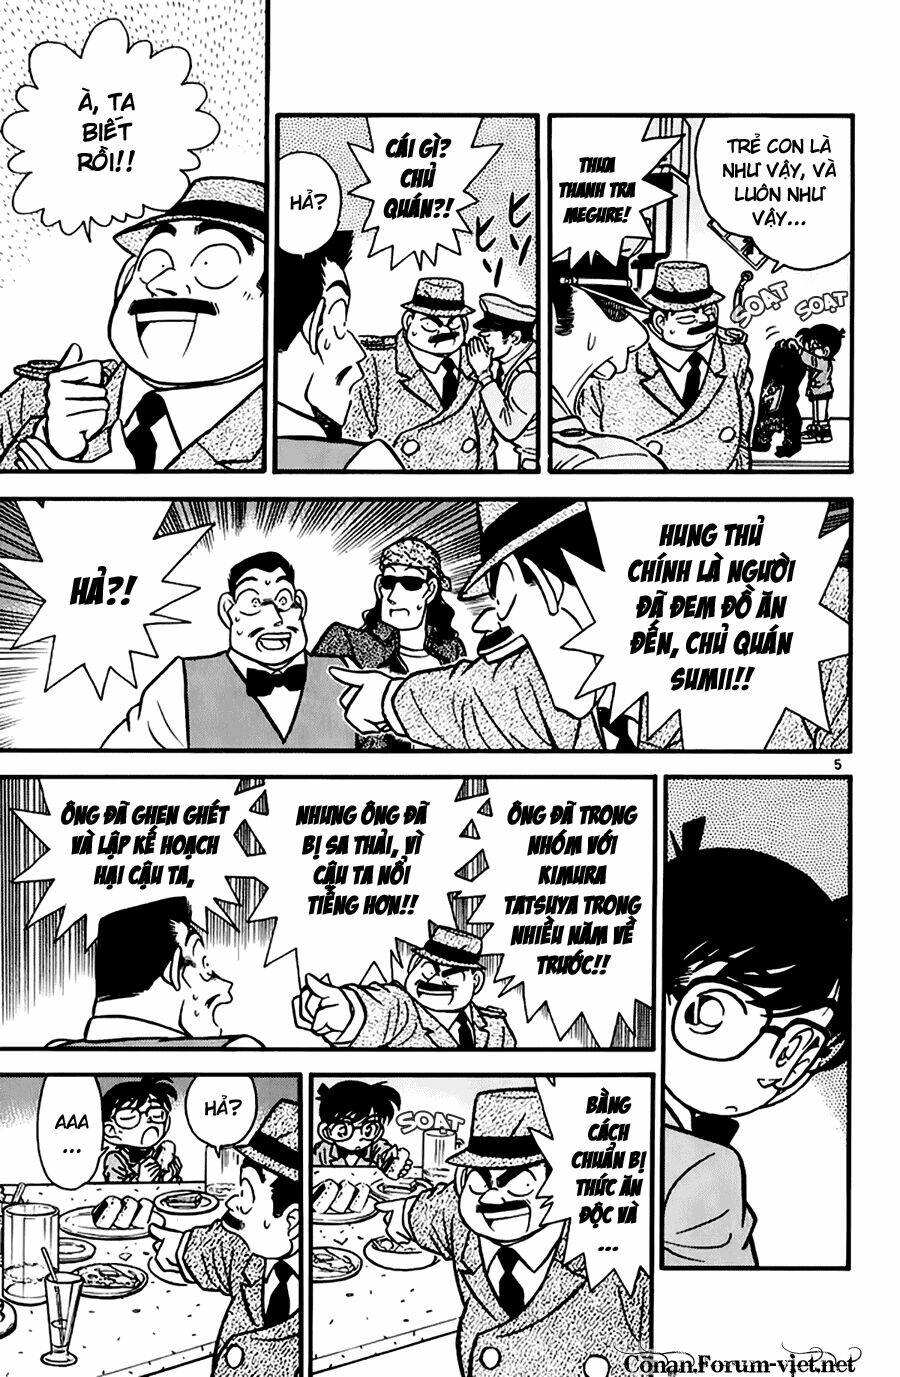 TRẺ CON LÀ
NHƯ VẬY, VÀ
LUÔN NHƯ
VẬY...
SOẠT
SOẠT
THƯA
THANH TRA
MEGURE!
CÁI GÌ?
CHỦ
QUÁN?!
HẢ?
À, TA
BIẾT
RỒI!!
HUNG THỦ
CHÍNH LÀ NGƯỜI
ĐÃ ĐEM ĐỒ ĂN
ĐẾN, CHỦ QUÁN
SUMII!!
HẢ?!
5
ÔNG ĐÃ TRONG
NHÓM VỚI
KIMURA
TATSUYA TRONG
NHIỀU NĂM VỀ
TRƯỚC!!
NHƯNG ÔNG ĐÃ
BỊ SA THẢI, VÌ
CẬU TA NỔI
TIẾNG HƠN!!
ÔNG ĐÃ GHEN GHÉT
VÀ LẬP KẾ HOẠCH
HẠI CẬU TA,
BẰNG
CÁCH
CHUẨN BỊ
THỨC ĂN
ĐỘC VÀ
...
SOẠT
HẢ?
AAA
...
Conan.Forum-viet.net